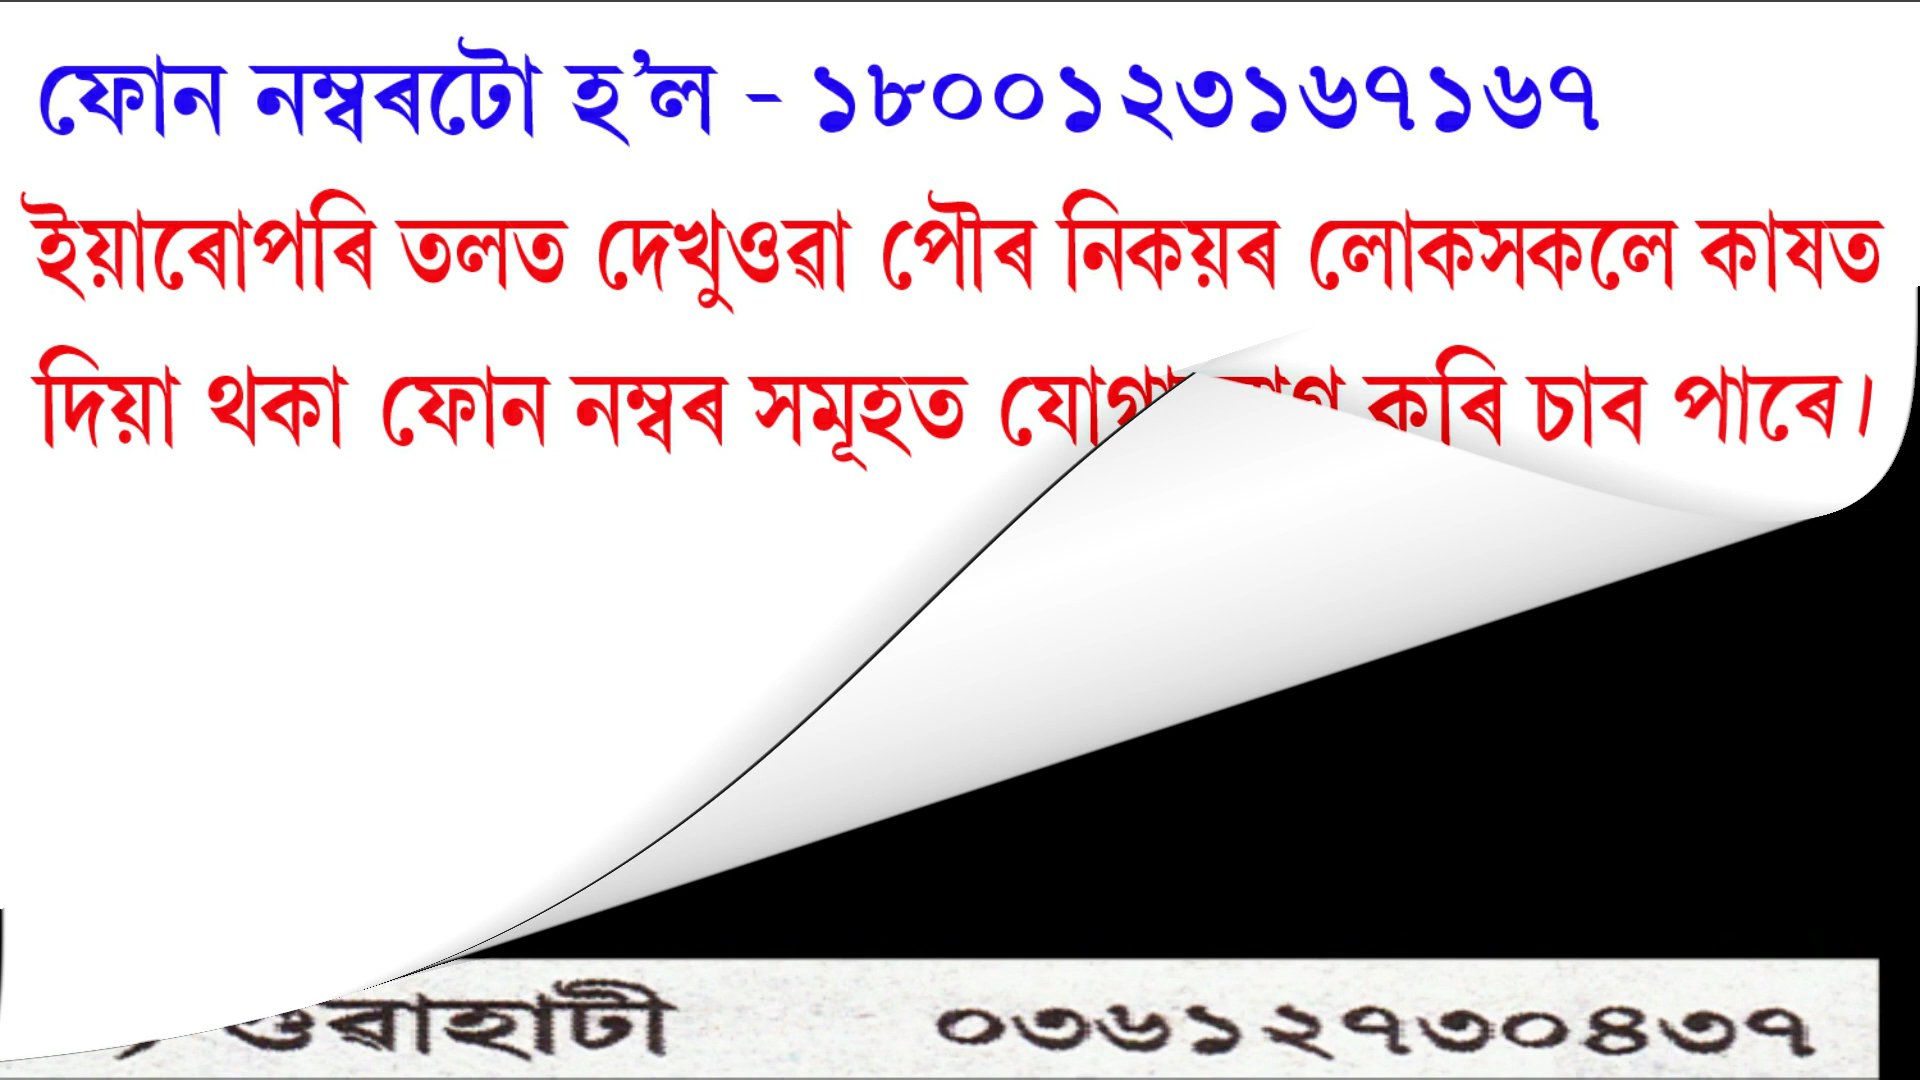 ফোন নম্বৰটো হ'ল - ১৮০০১২৩১৬৭১৬৭
ইয়াৰোপৰি তলত দেখুওৱা পৌৰ নিকয়ৰ লোকসকলে কাষত
দিয়া থকা ফোন নম্বৰ সমূহত কৰি চাব পাৰে।
গুৱাহাটী ০৩৬১২৭৩০৪৩৭